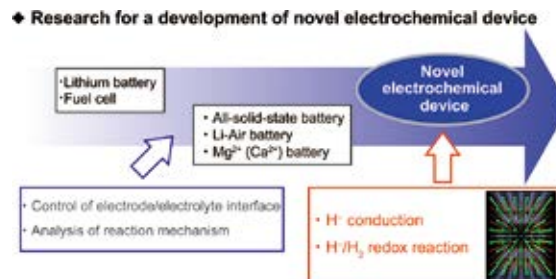 ◆ Research for a development of novel electrochemical device
・Lithium battery
・Fuel cell
・All-solid-state battery
・Li-Air battery
・Mg²⁺ (Ca²⁺) battery
Novel
electrochemical
device
・Control of electrode/electrolyte interface
・Analysis of reaction mechanism
・H⁻ conduction
・H⁻/H₂ redox reaction